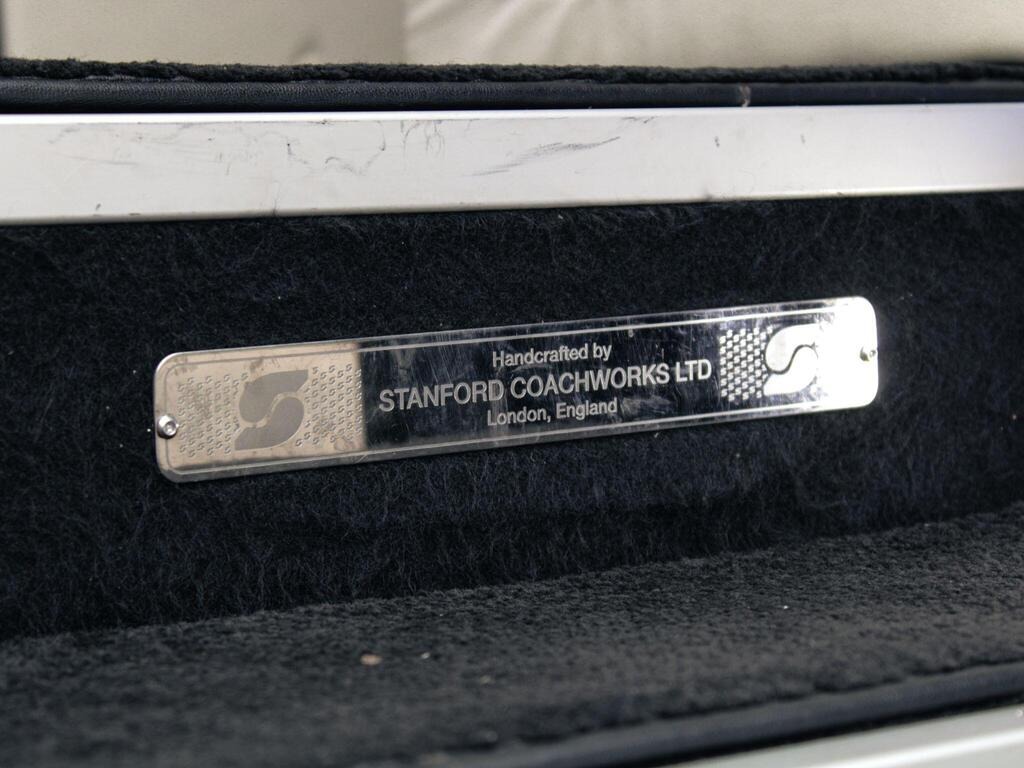 Handcrafted by
STANFORD COACHWORKS LTD
London, England